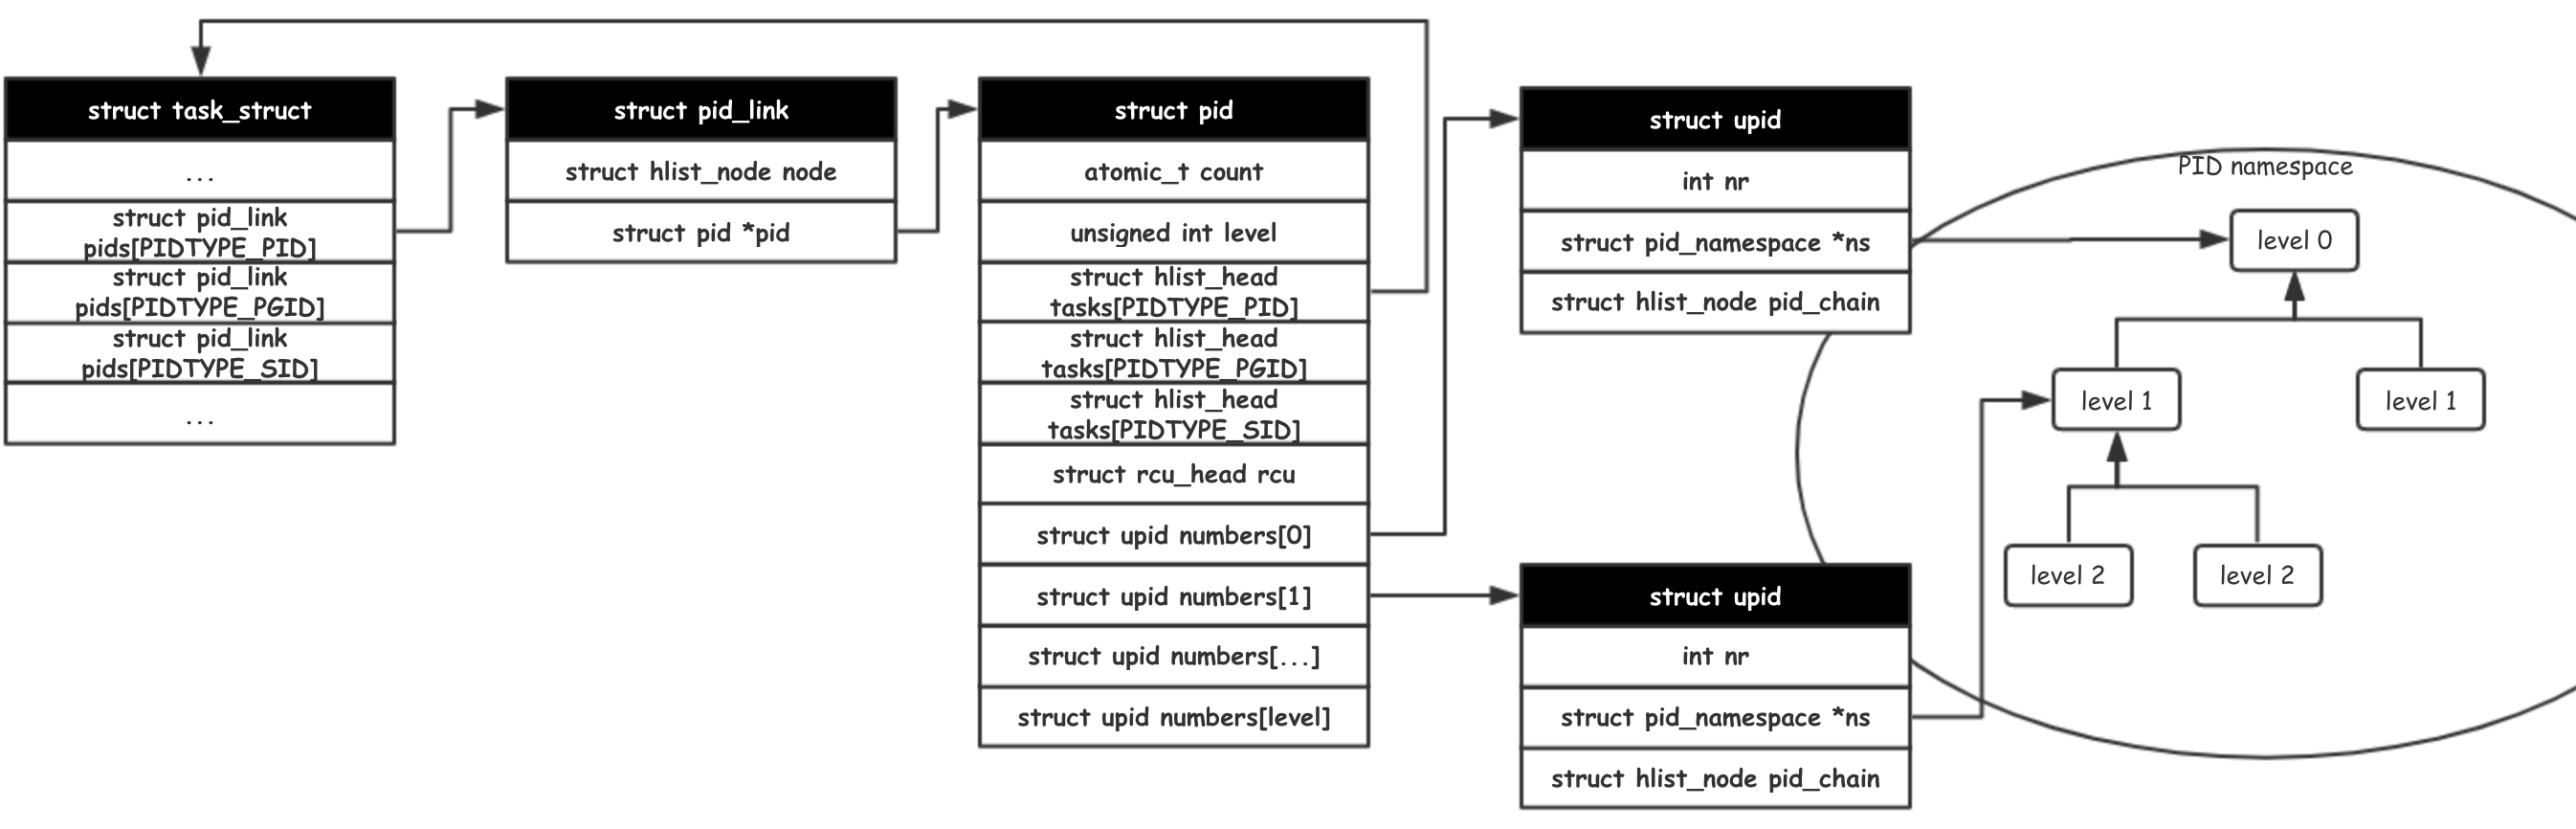 struct task_struct
...
struct pid_link
pids[PIDTYPE_PID]
struct pid_link
pids[PIDTYPE_PGID]
struct pid_link
pids[PIDTYPE_SID]
...
struct pid_link
struct hlist_node node
struct pid *pid
struct pid
atomic_t count
unsigned int level
struct hlist_head
tasks[PIDTYPE_PID]
struct hlist_head
tasks[PIDTYPE_PGID]
struct hlist_head
tasks[PIDTYPE_SID]
struct rcu_head rcu
struct upid numbers[0]
struct upid numbers[1]
struct upid numbers[...]
struct upid numbers[level]
struct upid
int nr
struct pid_namespace *ns
struct hlist_node pid_chain
struct upid
int nr
struct pid_namespace *ns
struct hlist_node pid_chain
PID namespace
level 0
level 1
level 1
level 2
level 2